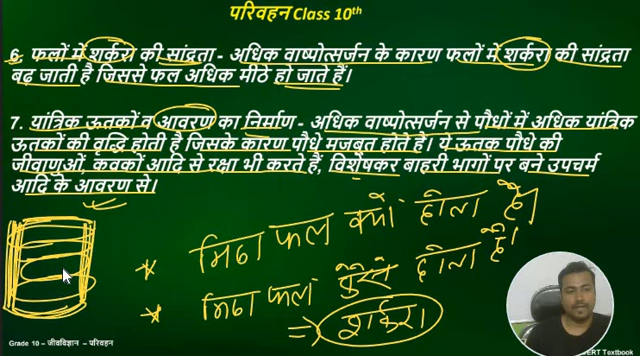 परिवहन Class 10th
6. फलों में शर्करा की सांद्रता - अधिक वाष्पोत्सर्जन के कारण फलों में शर्करा की सांद्रता
बढ़ जाती है जिससे फल अधिक मीठे हो जाते हैं।
7. यांत्रिक ऊतकों व आवरण का निर्माण - अधिक वाष्पोत्सर्जन से पौधों में अधिक यांत्रिक
ऊतकों की वृद्धि होती है जिसके कारण पौधे मजबूत होते है। ये ऊतक पौधे की
जीवाणुओं, कवकों आदि से रक्षा भी करते हैं, विशेषकर बाहरी भागों पर बने उपचर्म
आदि के आवरण से।
* मिठा फल क्यों होता है।
* मिठा फल कैसे होता है।
⇒ शर्करा
Grade 10 – जीवविज्ञान – परिवहन
ERT Textbook